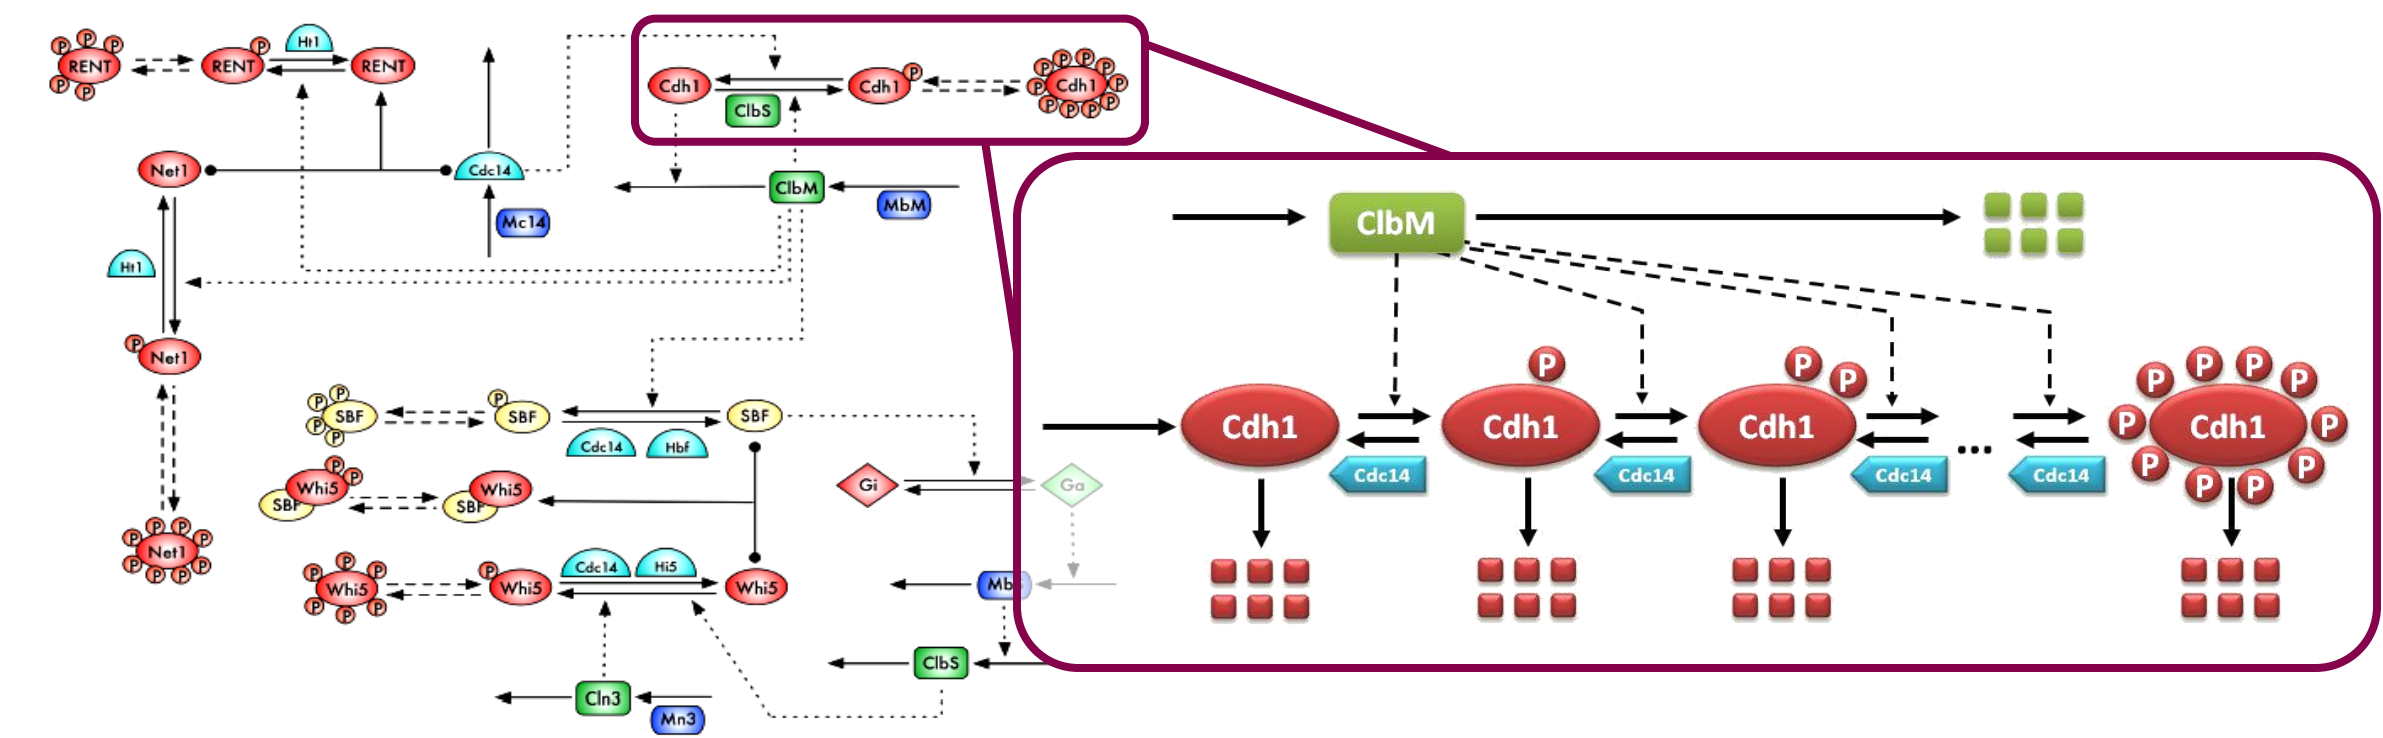 P P P P P RENT
P RENT
Ht1
RENT
Cdh1
ClbS
Cdh1 P
P P P P P P P P P P Cdh1
Net1
Cdc14
Mc14
ClbM
MbM
Ht1
P Net1
P P P P P P P P Net1
P P P P SBF
P SBF
Cdc14
Hbf
SBF
P P P Whi5
SBF
Whi5
SBF
Gi
Ga
P P P P P P Whi5
P Whi5
Cdc14
Hi5
Whi5
Mb
ClbS
Cln3
Mn3
ClbM
Cdh1
P
Cdh1
P P
Cdh1
...
P P P P P P P P P P
Cdh1
Cdc14
Cdc14
Cdc14
Cdc14